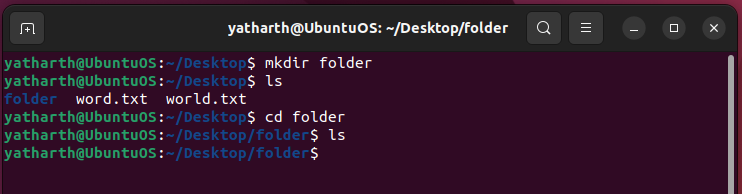 yatharth@UbuntuOS: ~/Desktop/folder
yatharth@UbuntuOS:~/Desktop$ mkdir folder
yatharth@UbuntuOS:~/Desktop$ ls
folder  word.txt  world.txt
yatharth@UbuntuOS:~/Desktop$ cd folder
yatharth@UbuntuOS:~/Desktop/folder$ ls
yatharth@UbuntuOS:~/Desktop/folder$